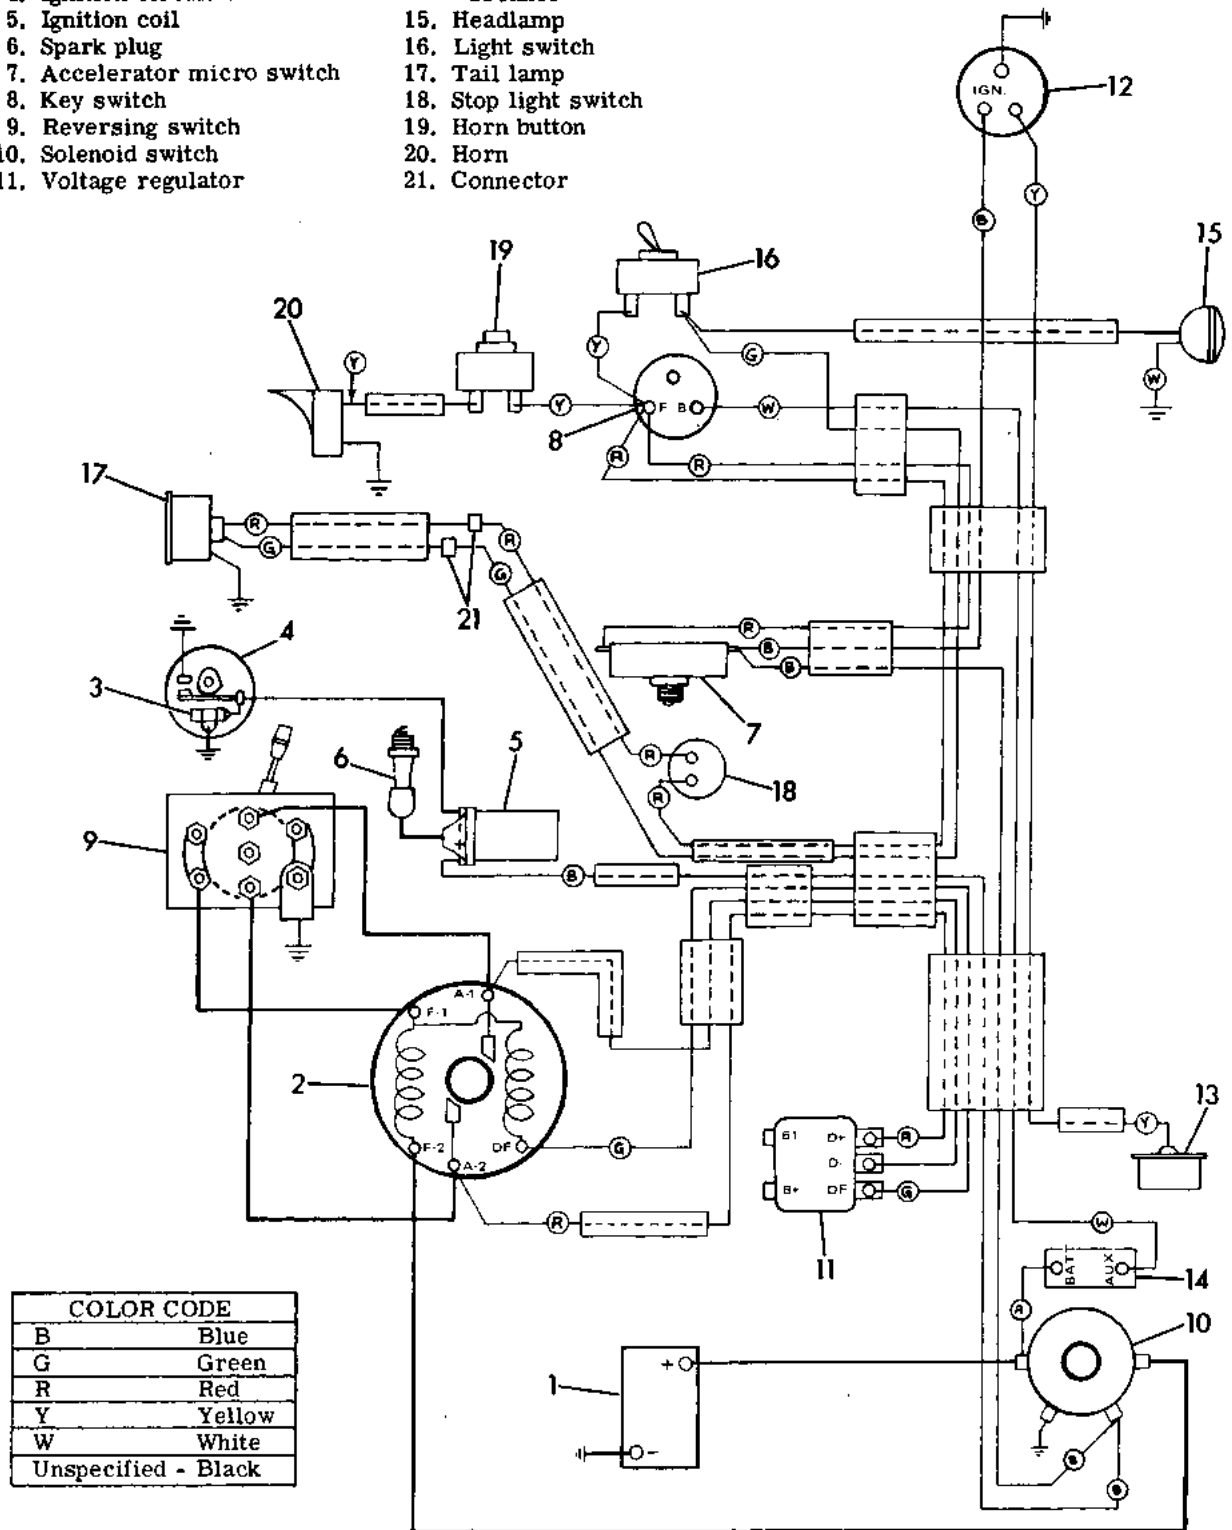 5. Ignition coil
6. Spark plug
7. Accelerator micro switch
8. Key switch
9. Reversing switch
10. Solenoid switch
11. Voltage regulator
15. Headlamp
16. Light switch
17. Tail lamp
18. Stop light switch
19. Horn button
20. Horn
21. Connector
IGN.
12
B
Y
15
16
19
20
Y
Y
G
W
Y
F B
W
8
R
R
17
R
G
R
G
21
4
3
R
B
B
7
6
5
R
18
R
9
B
A-1
F-1
2
F-2
DF
A-2
G
R
61
D+
R
D-
B+
DF
G
11
Y
13
W
BATT
AUX
14
R
10
1
+
-
B
B
COLOR CODE
B Blue
G Green
R Red
Y Yellow
W White
Unspecified - Black